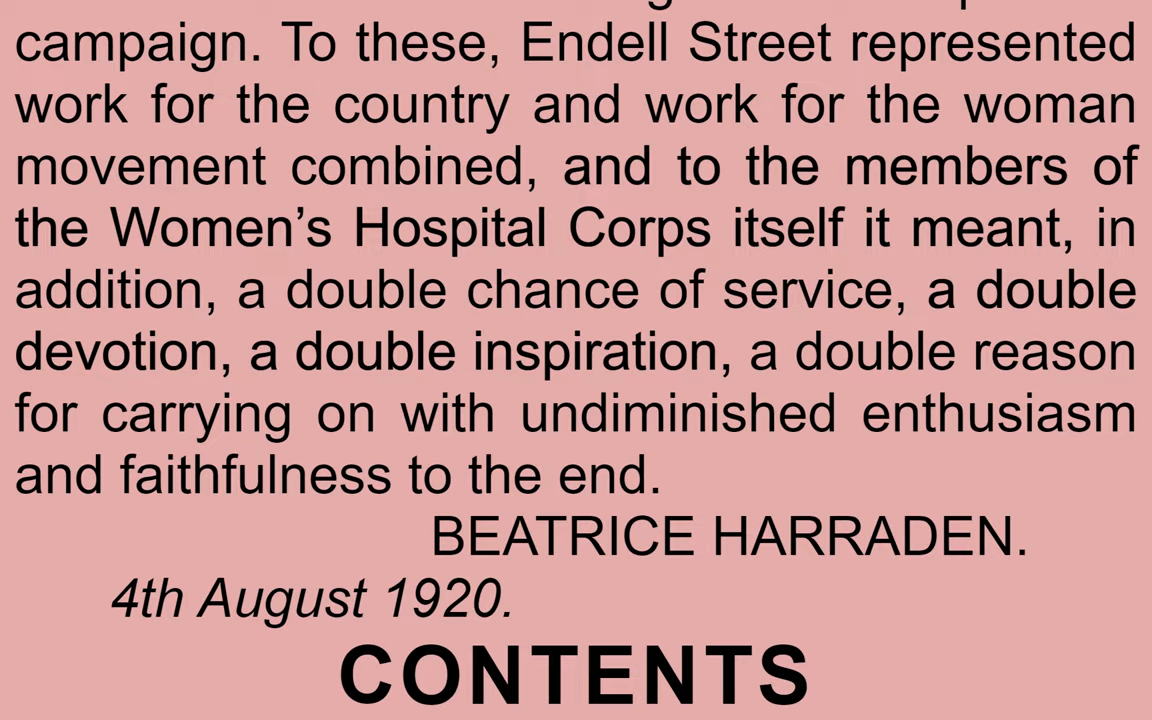 campaign. To these, Endell Street represented
work for the country and work for the woman
movement combined, and to the members of
the Women’s Hospital Corps itself it meant, in
addition, a double chance of service, a double
devotion, a double inspiration, a double reason
for carrying on with undiminished enthusiasm
and faithfulness to the end.
BEATRICE HARRADEN.
4th August 1920.
CONTENTS